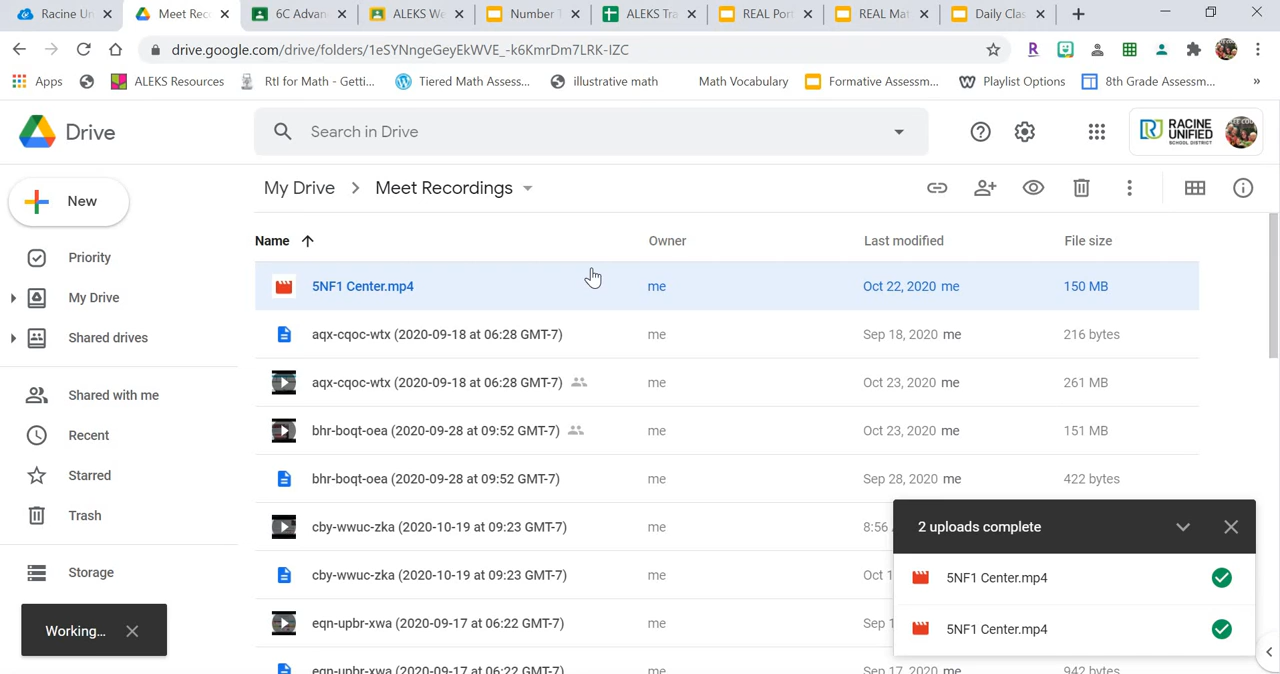 Racine Un
Meet Rec
6C Advan
ALEKS We
Number T
ALEKS Tra
REAL Por
REAL Mat
Daily Clas
drive.google.com/drive/folders/1eSYNngeGeyEkWVE_-k6KmrDm7LRK-IZC
Apps
ALEKS Resources
RtI for Math - Getti...
Tiered Math Assess...
illustrative math
Math Vocabulary
Formative Assessm...
Playlist Options
8th Grade Assessm...
»
Drive
Search in Drive
RACINE
UNIFIED
SCHOOL DISTRICT
New
My Drive > Meet Recordings
Priority
My Drive
Shared drives
Shared with me
Recent
Starred
Trash
Storage
Working...
Name Owner Last modified File size
5NF1 Center.mp4 me Oct 22, 2020 me 150 MB
aqx-cqoc-wtx (2020-09-18 at 06:28 GMT-7) me Sep 18, 2020 me 216 bytes
aqx-cqoc-wtx (2020-09-18 at 06:28 GMT-7) me Oct 23, 2020 me 261 MB
bhr-boqt-oea (2020-09-28 at 09:52 GMT-7) me Oct 23, 2020 me 151 MB
bhr-boqt-oea (2020-09-28 at 09:52 GMT-7) me Sep 28, 2020 me 422 bytes
cby-wwuc-zka (2020-10-19 at 09:23 GMT-7) me 8:56
cby-wwuc-zka (2020-10-19 at 09:23 GMT-7) me Oct 1
eqn-upbr-xwa (2020-09-17 at 06:22 GMT-7) me Sep 1
eqn-upbr-xwa (2020-09-17 at 06:22 GMT-7) me Sep 17, 2020 me 942 bytes
2 uploads complete
5NF1 Center.mp4
5NF1 Center.mp4